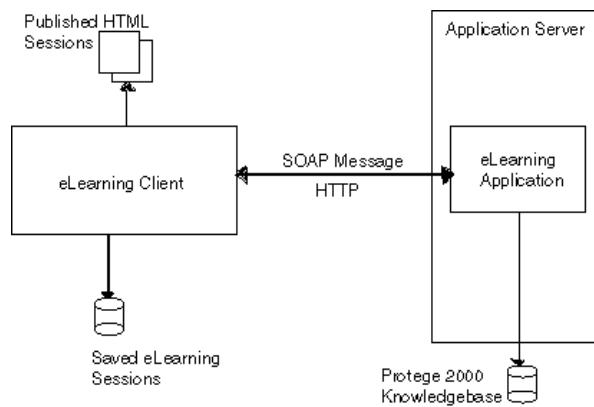 Published HTML
Sessions
Application Server
eLearning Client
SOAP Message
HTTP
eLearning
Application
Saved eLearning
Sessions
Protege 2000
Knowledgebase